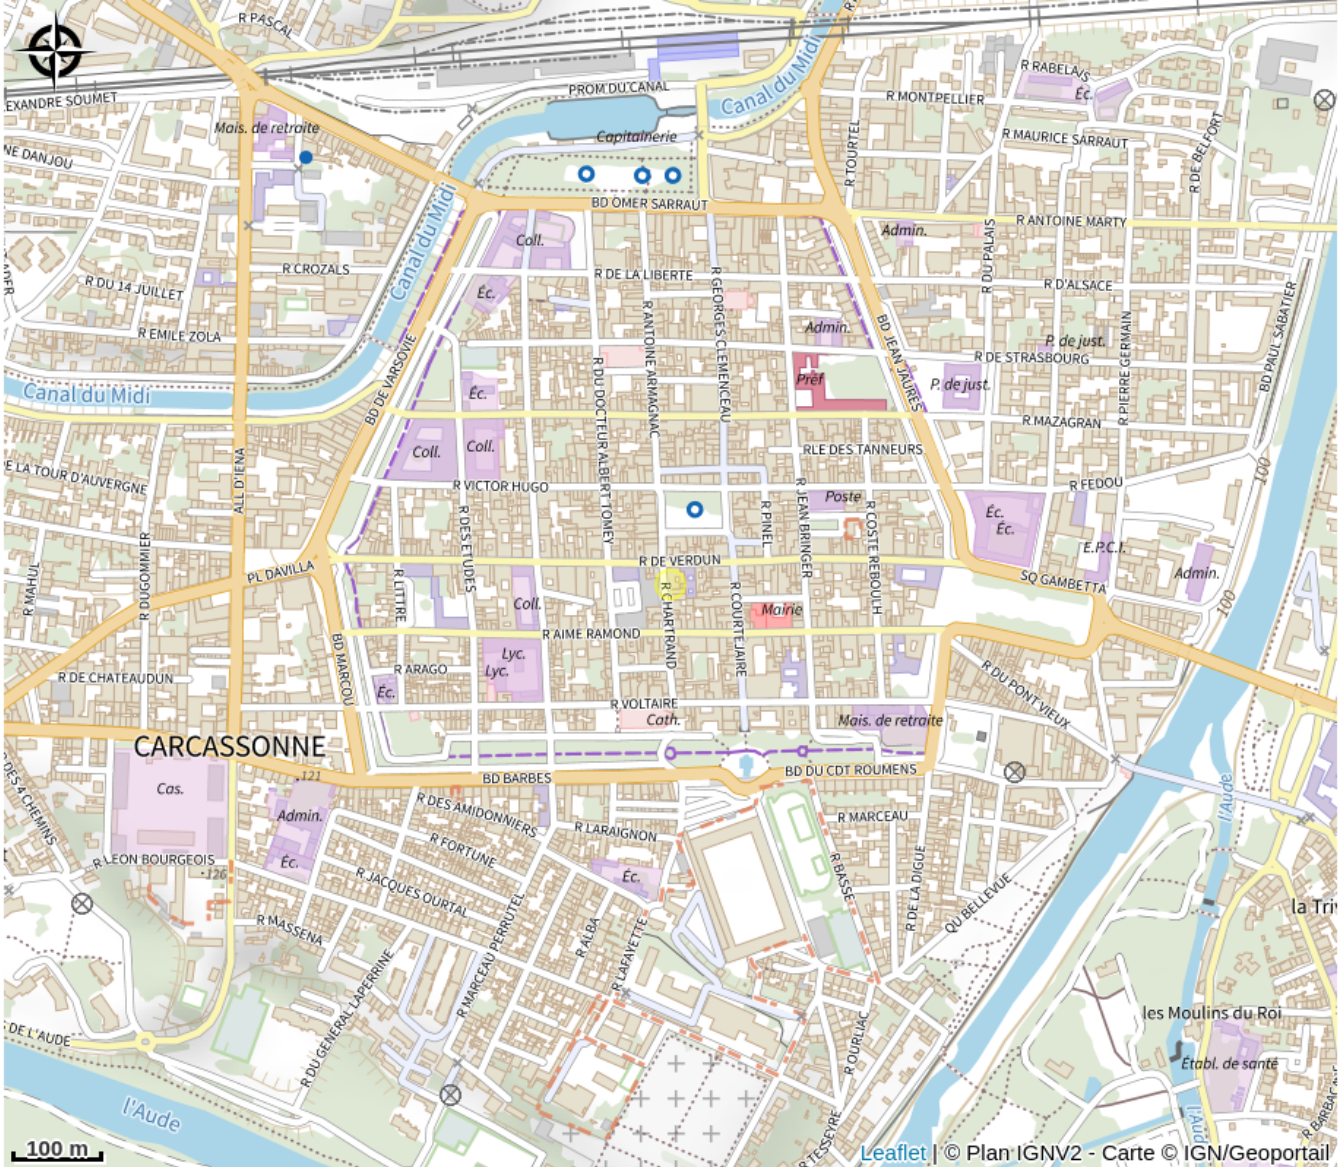 R PASCAL
R RABELAIS
Éc.
PROM DU CANAL
Canal du Midi
R MONTPELLIER
EXANDRE SOUMET
Mais. de retraite
Capitainerie
R MAURICE SARRAUT
R TOURTEL
R DE BELFORT
NE DANJOU
BD OMER SARRAUT
R ANTOINE MARTY
Admin.
Coll.
Canal du Midi
R CROZALS
R DE LA LIBERTE
R DU PALAIS
R D'ALSACE
R DU 14 JUILLET
Éc.
R GEORGES CLEMENCEAU
R ANTOINE ARMAGNAC
Admin.
BD JEAN JAURES
P. de just.
R DE STRASBOURG
R PIERRE GERMAIN
BD PAUL SABATIER
R EMILE ZOLA
BD DE VARSOVIE
R DU DOCTEUR ALBERT TOMEY
Préf
P. de just.
Canal du Midi
Éc.
R MAZAGRAN
Coll.
Coll.
RLE DES TANNEURS
E LA TOUR D'AUVERGNE
ALL D'IENA
R VICTOR HUGO
R FEDOU
100
Poste
R PINEL
R JEAN BRINGER
R COSTE REBOULH
Éc.
Éc.
R DES ETUDES
R DUGOMMIER
R MAHUL
PL DAVILLA
R DE VERDUN
E.P.C.I.
Admin.
SQ GAMBETTA
100
R LITTRE
Coll.
R CHARTRAND
R COURTEJAIRE
Mairie
R AIME RAMOND
BD MARCOU
Lyc.
Lyc.
R ARAGO
R DE CHATEAUDUN
Éc.
R DU PONT VIEUX
R VOLTAIRE
Cath.
Mais. de retraite
CARCASSONNE
BD BARBES
BD DU CDT ROUMENS
121
Cas.
l'Aude
R DES 4 CHEMINS
Admin.
R DES AMIDONNIERS
R LARAIGNON
R MARCEAU
R FORTUNE
R LEON BOURGEOIS
126
Éc.
R JACQUES OURTAL
Éc.
R BASSE
R DE LA DIGUE
QU BELLEVUE
la Tri
R MASSENA
R MARCEAU PERRUTEL
R ALBA
R LAFAYETTE
R DU GENERAL LAPERRINE
DE L'AUDE
les Moulins du Roi
R OURLIAC
Établ. de santé
l'Aude
l'Aud
R BARBAC
R TESSEYRE
100 m
Leaflet | © Plan IGNV2 - Carte © IGN/Geoportail